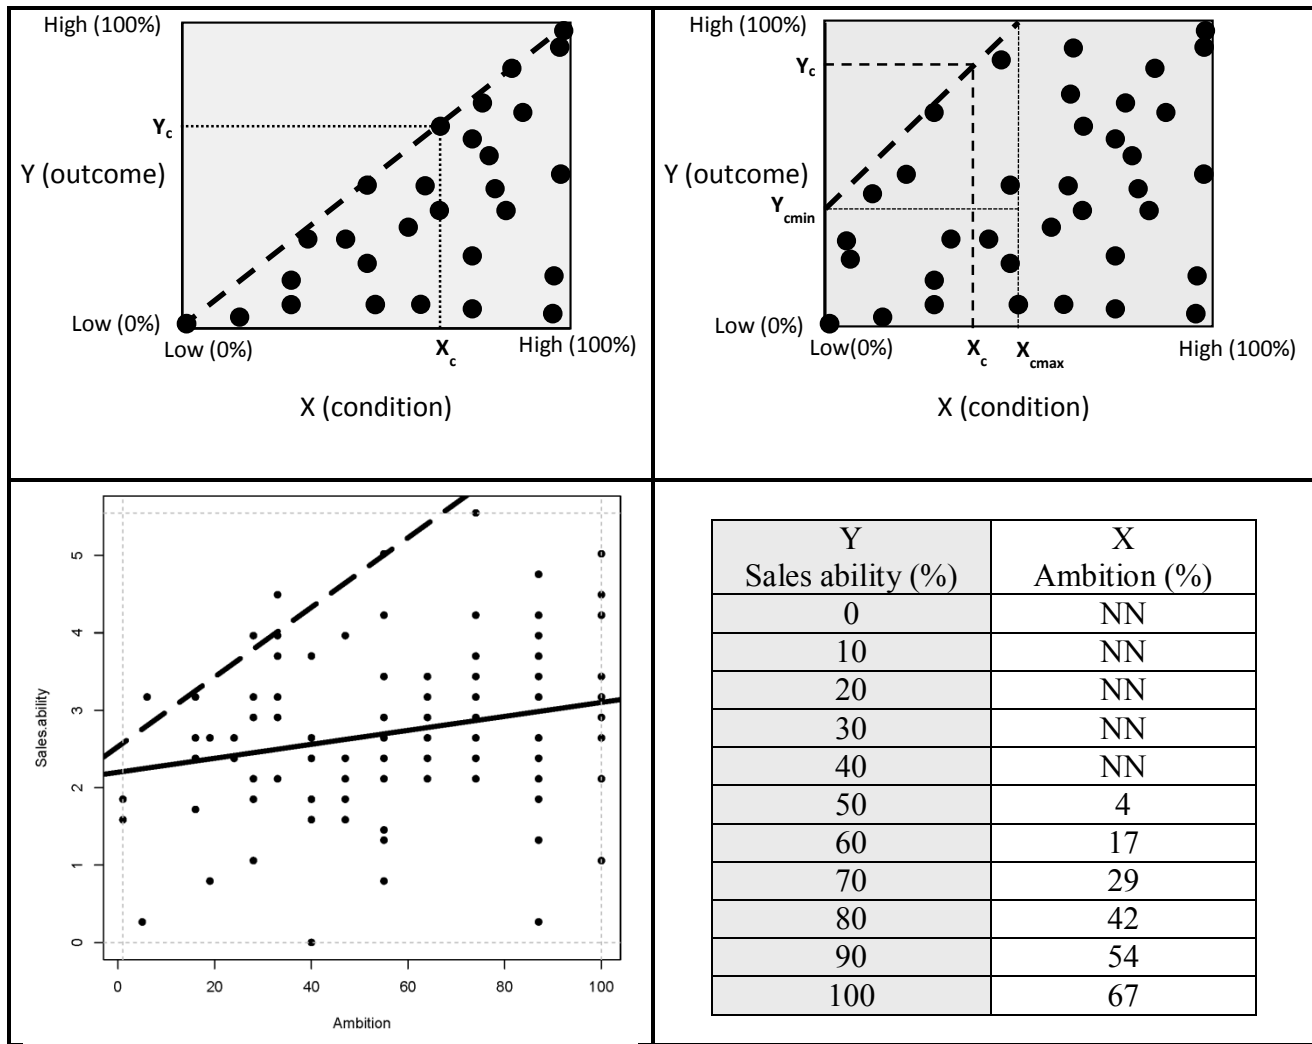 High (100%)
Yc
Y (outcome)
Low (0%)
Low (0%)
Xc
High (100%)
X (condition)
High (100%)
Yc
Y (outcome)
Ycmin
Low (0%)
Low(0%)
Xc
Xcmax
High (100%)
X (condition)
Sales.ability
5
4
3
2
1
0
0
20
40
60
80
100
Ambition
Y
Sales ability (%)
X
Ambition (%)
0 NN
10 NN
20 NN
30 NN
40 NN
50 4
60 17
70 29
80 42
90 54
100 67